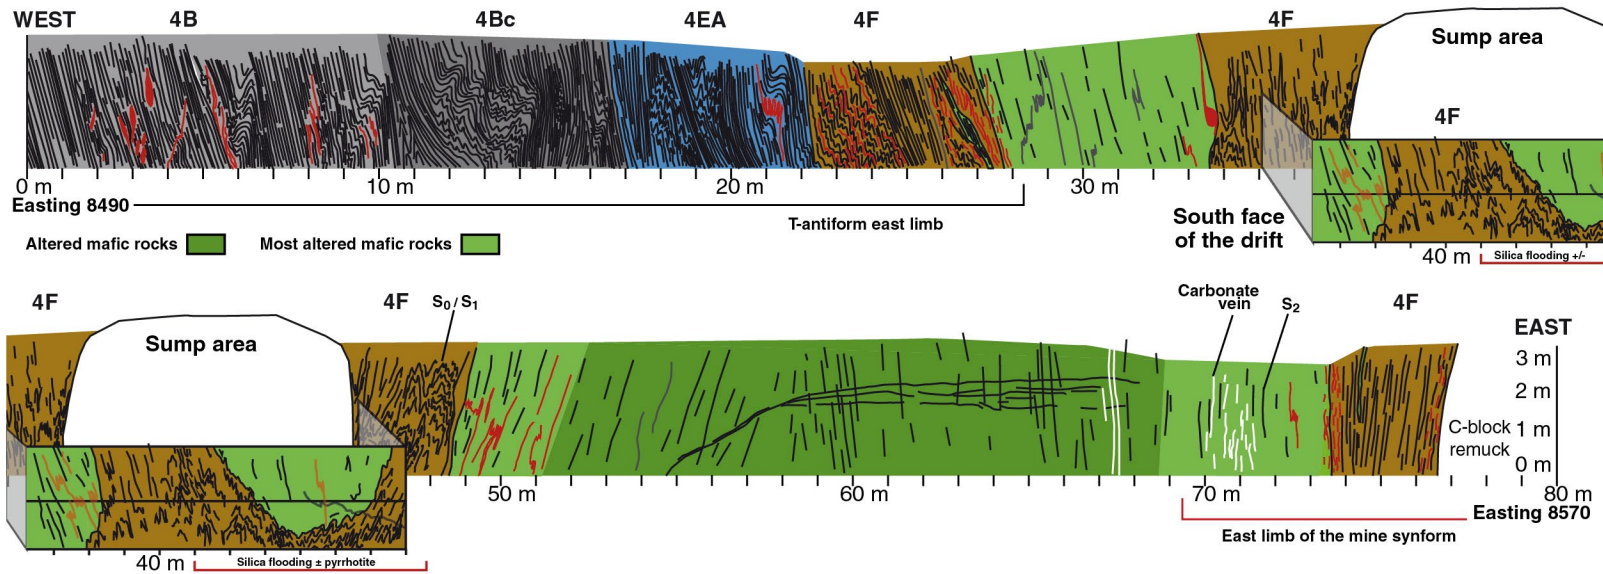 WEST 4B 4Bc 4EA 4F 4F
Sump area
4F
0 m 10 m 20 m 30 m
Easting 8490
T-antiform east limb
South face
of the drift
Altered mafic rocks Most altered mafic rocks
40 m Silica flooding +/-
4F 4F S0 / S1 Carbonate
vein S2 4F
Sump area
EAST
3 m
2 m
1 m
0 m
C-block
remuck
50 m 60 m 70 m 80 m
Easting 8570
East limb of the mine synform
40 m Silica flooding ± pyrrhotite